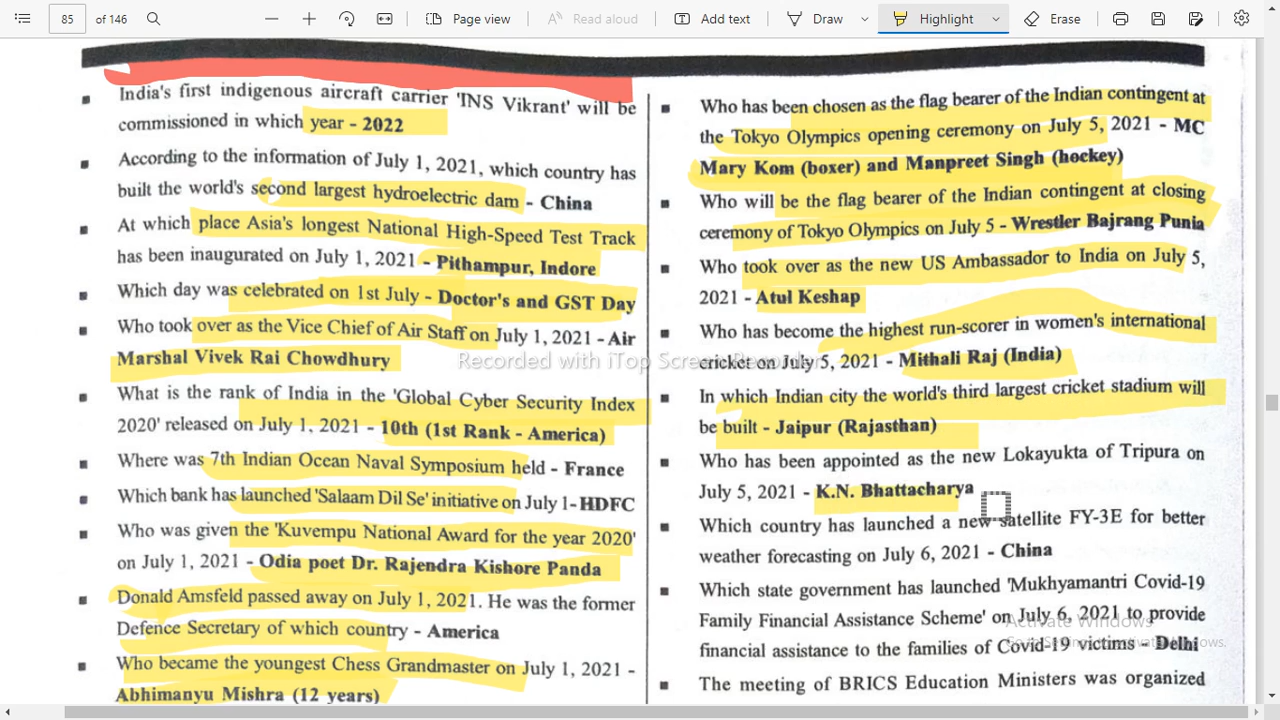 85 of 146 Page view Read aloud Add text Draw Highlight Erase
India's first indigenous aircraft carrier 'INS Vikrant' will be
commissioned in which year - 2022
According to the information of July 1, 2021, which country has
built the world's second largest hydroelectric dam - China
At which place Asia's longest National High-Speed Test Track
has been inaugurated on July 1, 2021 - Pithampur, Indore
Which day was celebrated on 1st July - Doctor's and GST Day
Who took over as the Vice Chief of Air Staff on July 1, 2021 - Air
Marshal Vivek Rai Chowdhury
What is the rank of India in the 'Global Cyber Security Index
2020' released on July 1, 2021 - 10th (1st Rank - America)
Where was 7th Indian Ocean Naval Symposium held - France
Which bank has launched 'Salaam Dil Se' initiative on July 1- HDFC
Who was given the 'Kuvempu National Award for the year 2020'
on July 1, 2021 - Odia poet Dr. Rajendra Kishore Panda
Donald Amsfeld passed away on July 1, 2021. He was the former
Defence Secretary of which country - America
Who became the youngest Chess Grandmaster on July 1, 2021 -
Abhimanyu Mishra (12 years)
Who has been chosen as the flag bearer of the Indian contingent at
the Tokyo Olympics opening ceremony on July 5, 2021 - MC
Mary Kom (boxer) and Manpreet Singh (hockey)
Who will be the flag bearer of the Indian contingent at closing
ceremony of Tokyo Olympics on July 5 - Wrestler Bajrang Punia
Who took over as the new US Ambassador to India on July 5,
2021 - Atul Keshap
Who has become the highest run-scorer in women's international
cricket on July 5, 2021 - Mithali Raj (India)
In which Indian city the world's third largest cricket stadium will
be built - Jaipur (Rajasthan)
Who has been appointed as the new Lokayukta of Tripura on
July 5, 2021 - K.N. Bhattacharya
Which country has launched a new satellite FY-3E for better
weather forecasting on July 6, 2021 - China
Which state government has launched 'Mukhyamantri Covid-19
Family Financial Assistance Scheme' on July 6, 2021 to provide
financial assistance to the families of Covid-19 victims - Delhi
The meeting of BRICS Education Ministers was organized
Recorded with iTop Screen Recorder
Activate Windows
Go to Settings to activate Windows.